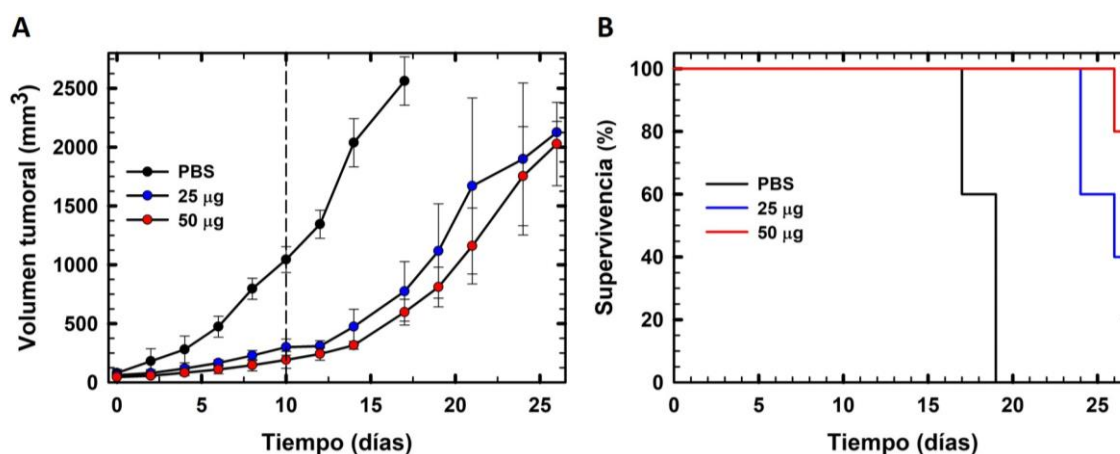 A
Volumen tumoral (mm³)
2500
2000
1500
1000
500
0
PBS
25 μg
50 μg
0 5 10 15 20 25
Tiempo (días)
B
Supervivencia (%)
100
80
60
40
20
0
PBS
25 μg
50 μg
0 5 10 15 20 25
Tiempo (días)